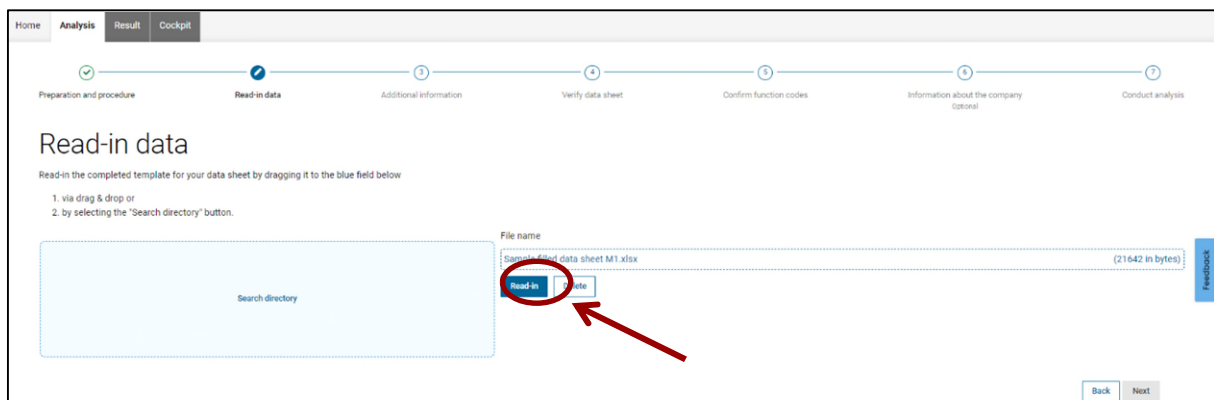 Home Analysis Result Cockpit
3 4 5 6 7
Preparation and procedure Read-in data Additional information Verify data sheet Confirm function codes Information about the company Conduct analysis
Optional
Read-in data
Read-in the completed template for your data sheet by dragging it to the blue field below
1. via drag & drop or
2. by selecting the "Search directory" button.
File name
Sample filled data sheet M1.xlsx (21642 in bytes)
Read-in Delete
Search directory
Feedback
Back Next